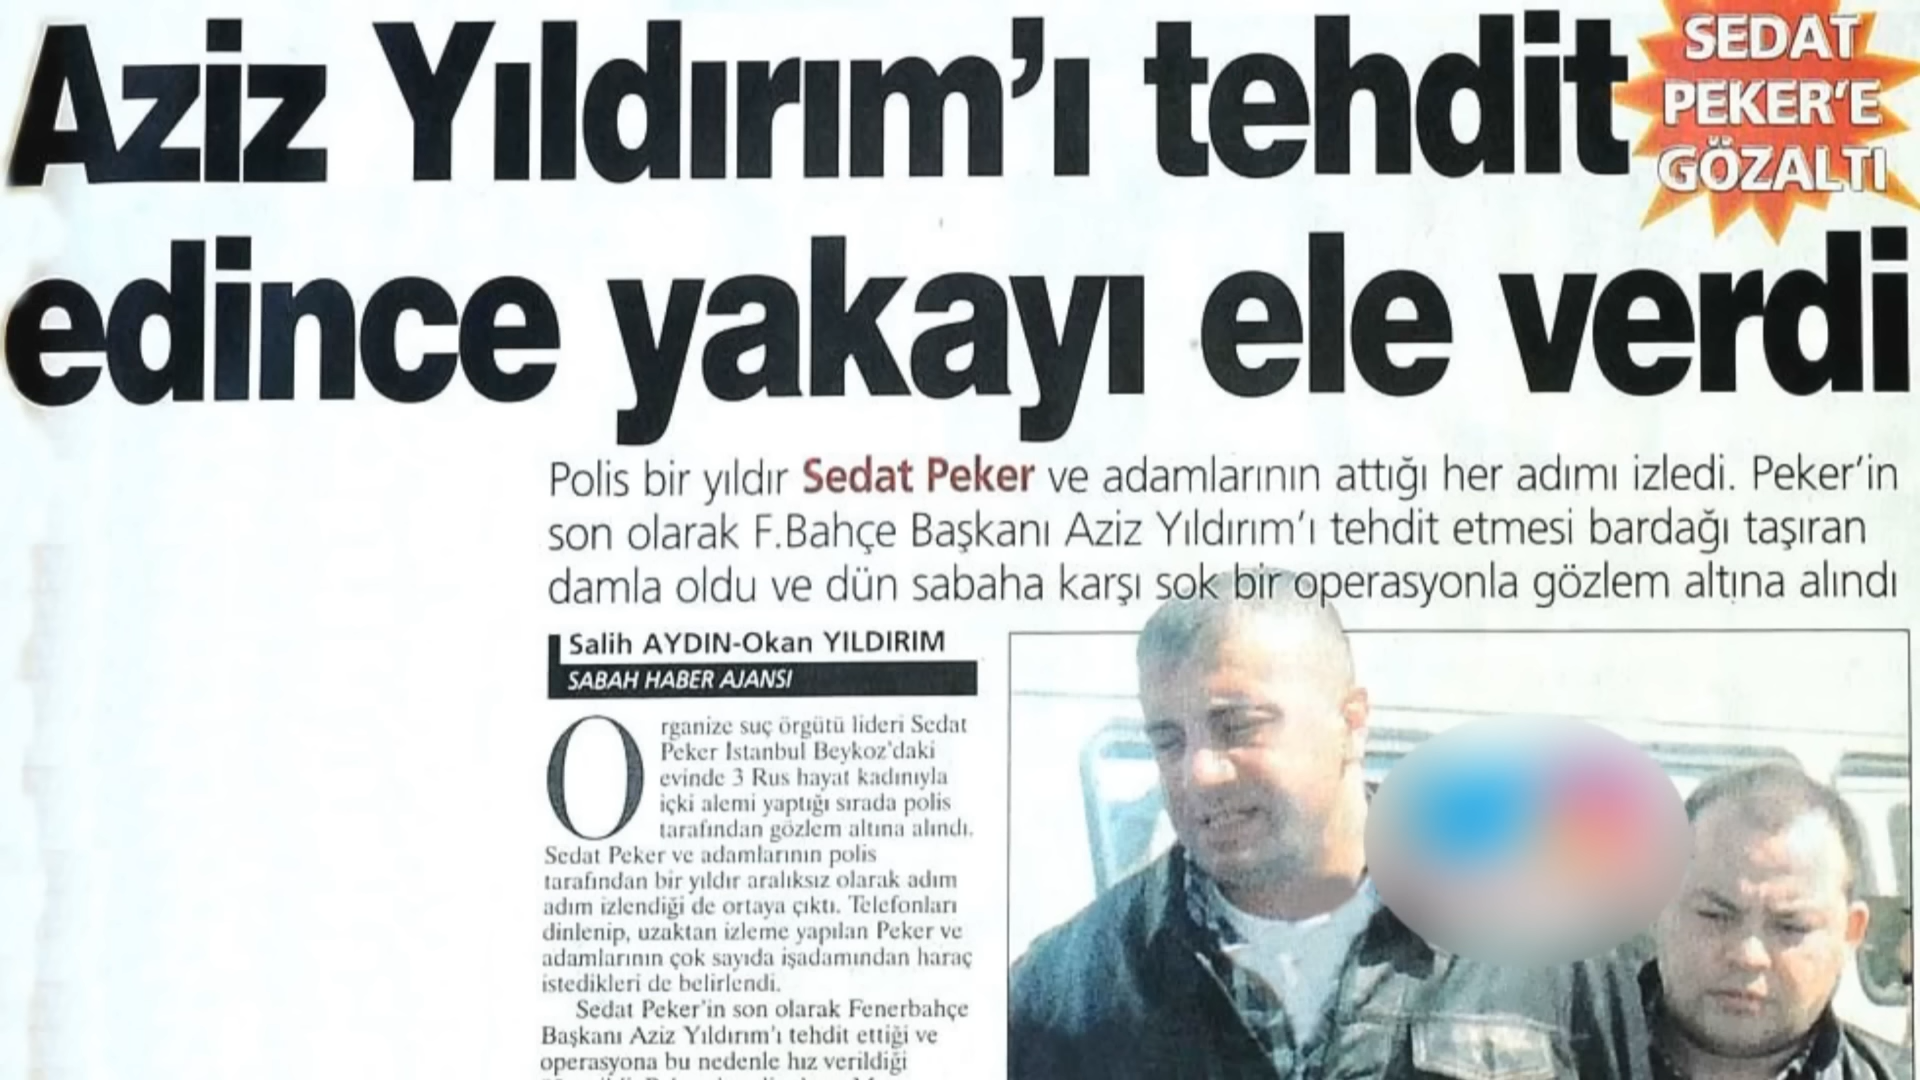 Aziz Yıldırım'ı tehdit
edince yakayı ele verdi
SEDAT
PEKER'E
GÖZALTI
Polis bir yıldır Sedat Peker ve adamlarının attığı her adımı izledi. Peker'in
son olarak F.Bahçe Başkanı Aziz Yıldırım'ı tehdit etmesi bardağı taşıran
damla oldu ve dün sabaha karşı sok bir operasyonla gözlem altına alındı
Salih AYDIN-Okan YILDIRIM
SABAH HABER AJANSI
Organize suç örgütü lideri Sedat
Peker İstanbul Beykoz'daki
evinde 3 Rus hayat kadınıyla
içki alemi yaptığı sırada polis
tarafından gözlem altına alındı.
Sedat Peker ve adamlarının polis
tarafından bir yıldır aralıksız olarak adım
adım izlendiği de ortaya çıktı. Telefonları
dinlenip, uzaktan izleme yapılan Peker ve
adamlarının çok sayıda işadamından haraç
istedikleri de belirlendi.
Sedat Peker'in son olarak Fenerbahçe
Başkanı Aziz Yıldırım'ı tehdit ettiği ve
operasyona bu nedenle hız verildiği